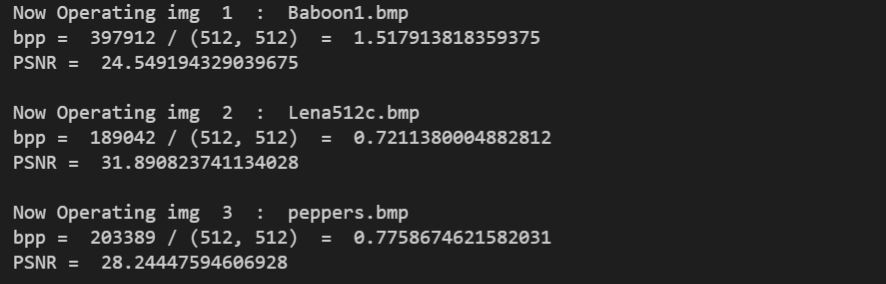 Now Operating img  1  :  Baboon1.bmp
bpp =  397912 / (512, 512)  =  1.517913818359375
PSNR =  24.549194329039675
Now Operating img  2  :  Lena512c.bmp
bpp =  189042 / (512, 512)  =  0.7211380004882812
PSNR =  31.890823741134028
Now Operating img  3  :  peppers.bmp
bpp =  203389 / (512, 512)  =  0.7758674621582031
PSNR =  28.24447594606928